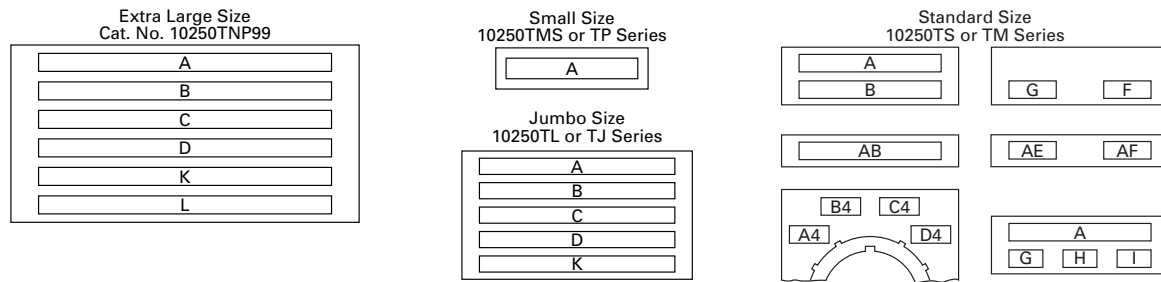 Extra Large Size
Cat. No. 10250TNP99
A
B
C
D
K
L
Small Size
10250TMS or TP Series
A
Jumbo Size
10250TL or TJ Series
A
B
C
D
K
Standard Size
10250TS or TM Series
A
B
G F
AB
AE AF
B4 C4
A4 D4
A
G H I